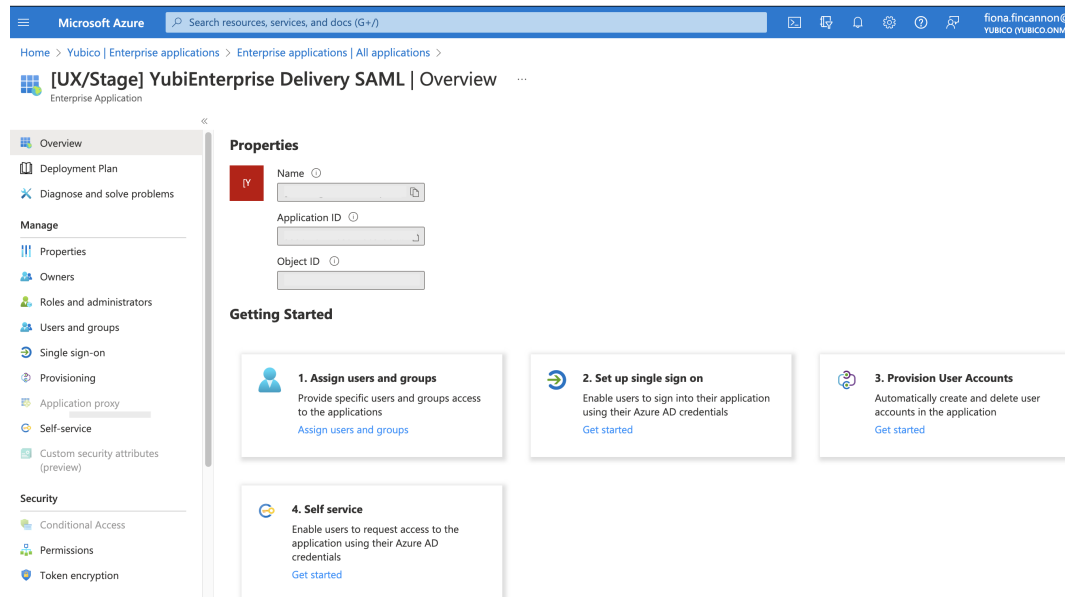 Microsoft Azure
Search resources, services, and docs (G+/)
fiona.fincannon@
YUBICO (YUBICO.ONM
Home > Yubico | Enterprise applications > Enterprise applications | All applications >
[UX/Stage] YubiEnterprise Delivery SAML | Overview ...
Enterprise Application
«
Overview
Deployment Plan
Diagnose and solve problems
Manage
Properties
Owners
Roles and administrators
Users and groups
Single sign-on
Provisioning
Application proxy
Self-service
Custom security attributes
(preview)
Security
Conditional Access
Permissions
Token encryption
Properties
[Y
Name
Application ID
Object ID
Getting Started
1. Assign users and groups
Provide specific users and groups access
to the applications
Assign users and groups
2. Set up single sign on
Enable users to sign into their application
using their Azure AD credentials
Get started
3. Provision User Accounts
Automatically create and delete user
accounts in the application
Get started
4. Self service
Enable users to request access to the
application using their Azure AD
credentials
Get started